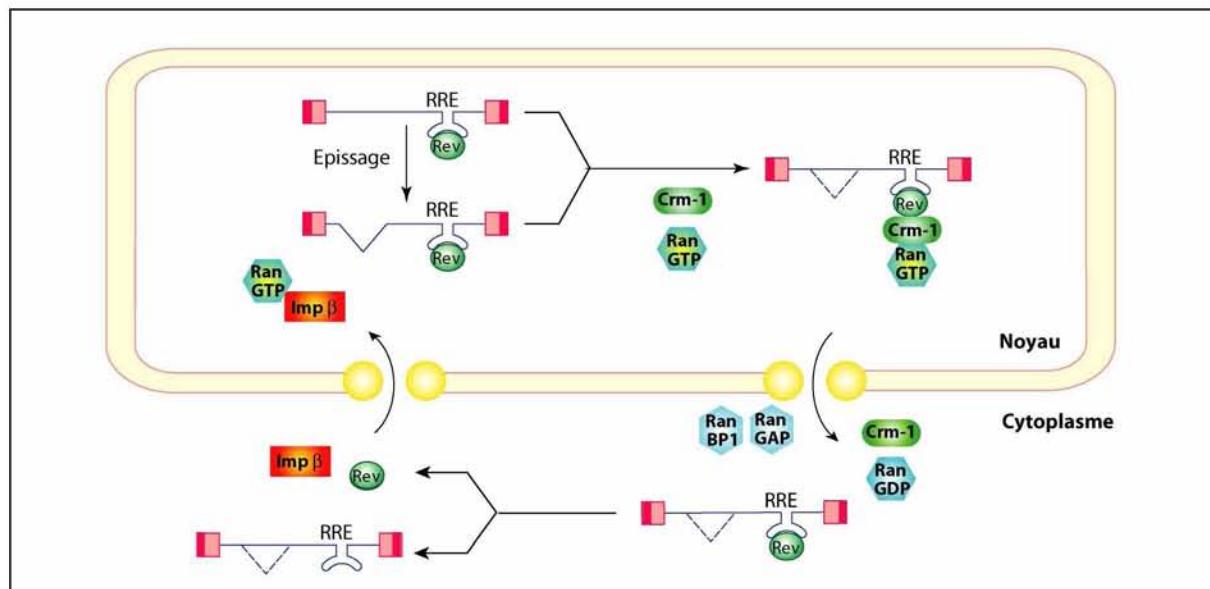 RRE
Rev
Epissage
RRE
Rev
Crm-1
Ran
GTP
RRE
Rev
Crm-1
Ran
GTP
Ran
GTP
Imp β
Noyau
Cytoplasme
Ran
BP1
Ran
GAP
Crm-1
Ran
GDP
Imp β
Rev
RRE
RRE
Rev